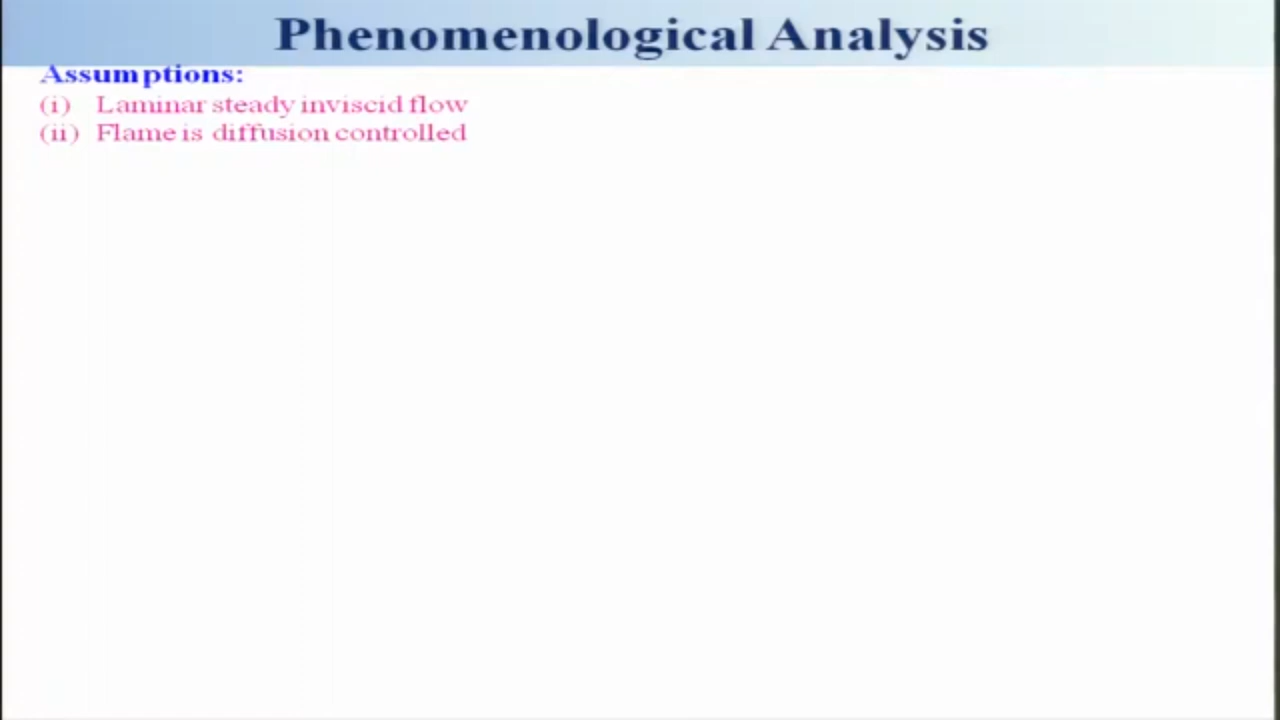 Phenomenological Analysis
Assumptions:
(i) Laminar steady inviscid flow
(ii) Flame is diffusion controlled